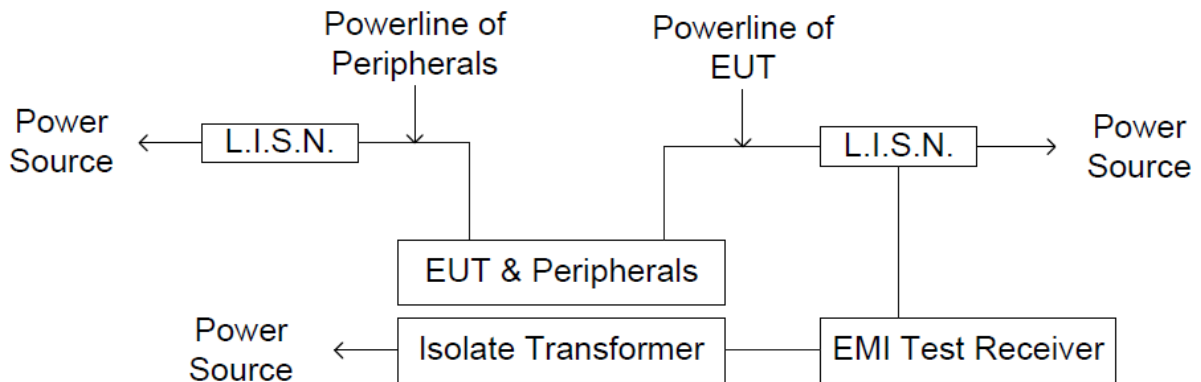 Powerline of
Peripherals
Powerline of
EUT
Power
Source
L.I.S.N.
L.I.S.N.
Power
Source
EUT & Peripherals
Power
Source
Isolate Transformer
EMI Test Receiver